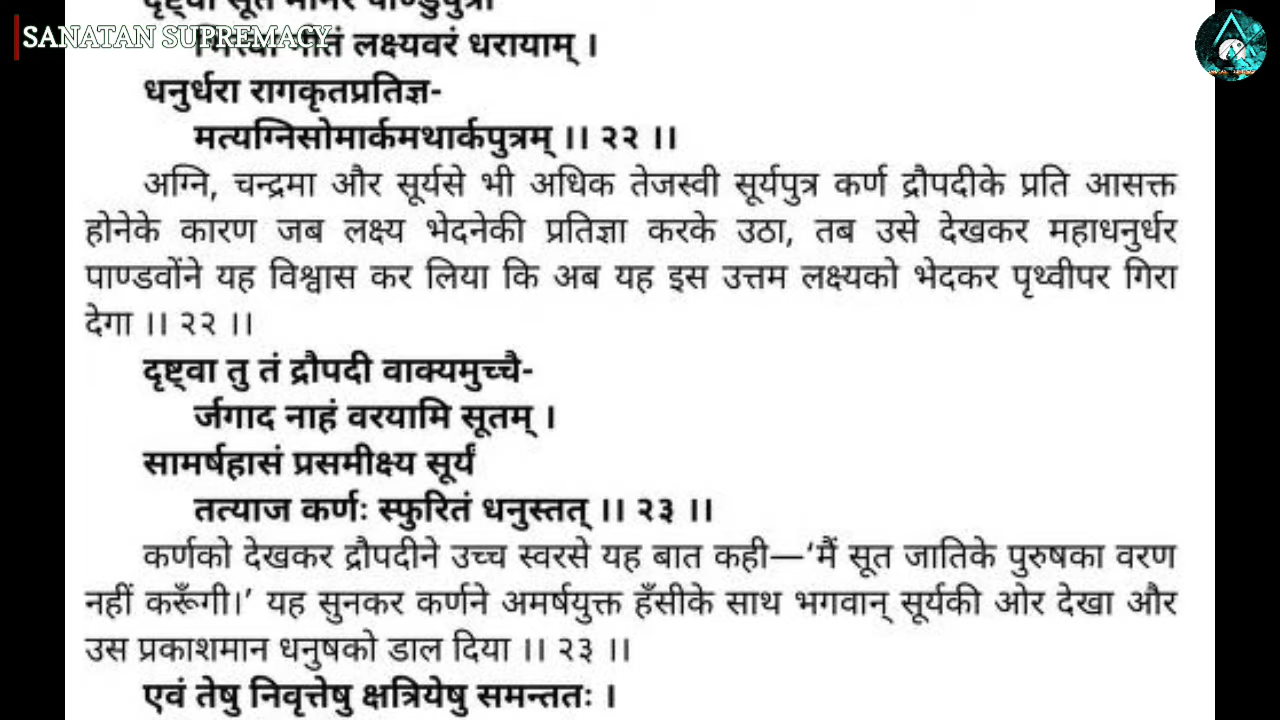 SANATAN SUPREMACY
लक्ष्यवरं धरायाम् ।
धनुर्धरा रागकृतप्रतिज्ञ-
मत्यग्निसोमार्कमथार्कपुत्रम् ।। २२ ।।
अग्नि, चन्द्रमा और सूर्यसे भी अधिक तेजस्वी सूर्यपुत्र कर्ण द्रौपदीके प्रति आसक्त
होनेके कारण जब लक्ष्य भेदनेकी प्रतिज्ञा करके उठा, तब उसे देखकर महाधनुर्धर
पाण्डवोंने यह विश्वास कर लिया कि अब यह इस उत्तम लक्ष्यको भेदकर पृथ्वीपर गिरा
देगा ।। २२ ।।
दृष्ट्वा तु तं द्रौपदी वाक्यमुच्चै-
र्जगाद नाहं वरयामि सूतम् ।
सामर्षहासं प्रसमीक्ष्य सूर्यं
तत्याज कर्णः स्फुरितं धनुस्तत् ।। २३ ।।
कर्णको देखकर द्रौपदीने उच्च स्वरसे यह बात कही—‘मैं सूत जातिके पुरुषका वरण
नहीं करूँगी।’ यह सुनकर कर्णने अमर्षयुक्त हँसीके साथ भगवान् सूर्यकी ओर देखा और
उस प्रकाशमान धनुषको डाल दिया ।। २३ ।।
एवं तेषु निवृत्तेषु क्षत्रियेषु समन्ततः ।